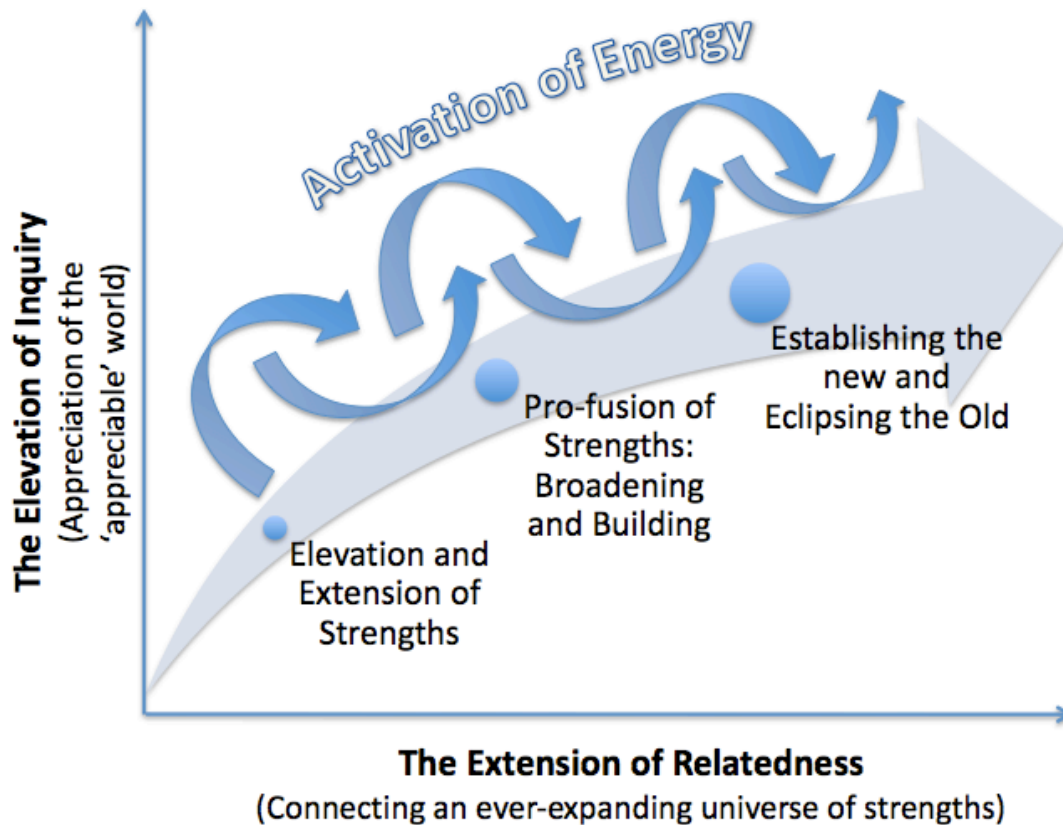 Activation of Energy
The Elevation of Inquiry
(Appreciation of the
‘appreciable’ world)
Elevation and
Extension of
Strengths
Pro-fusion of
Strengths:
Broadening
and Building
Establishing the
new and
Eclipsing the Old
The Extension of Relatedness
(Connecting an ever-expanding universe of strengths)